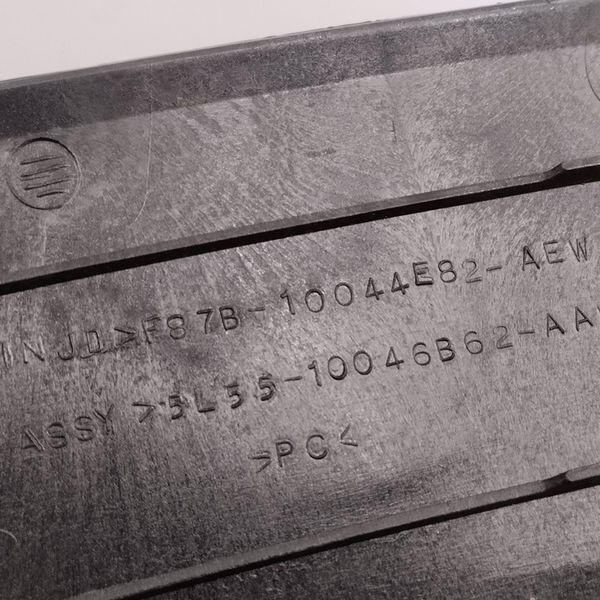 INJD>F87B-10044E82-AEW
ASSY >5L55-10046B62-AA
>PC<